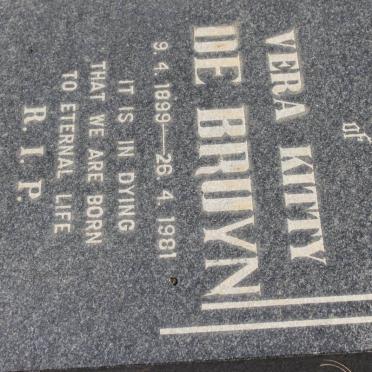 of
VERA KITTY
DE BRUYN
9. 4. 1899—26. 4. 1981
IT IS IN DYING
THAT WE ARE BORN
TO ETERNAL LIFE
R. I. P.